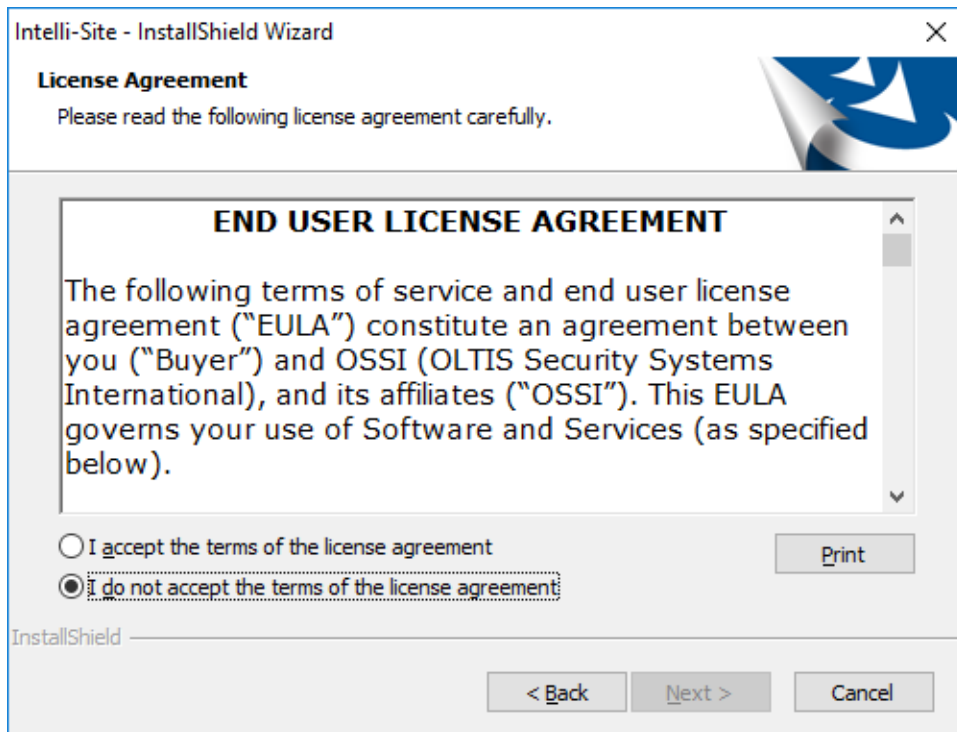 Intelli-Site - InstallShield Wizard
License Agreement
Please read the following license agreement carefully.
END USER LICENSE AGREEMENT
The following terms of service and end user license
agreement (“EULA”) constitute an agreement between
you (“Buyer”) and OSSI (OLTIS Security Systems
International), and its affiliates (“OSSI”). This EULA
governs your use of Software and Services (as specified
below).
I accept the terms of the license agreement
Print
I do not accept the terms of the license agreement
InstallShield
< Back Next > Cancel